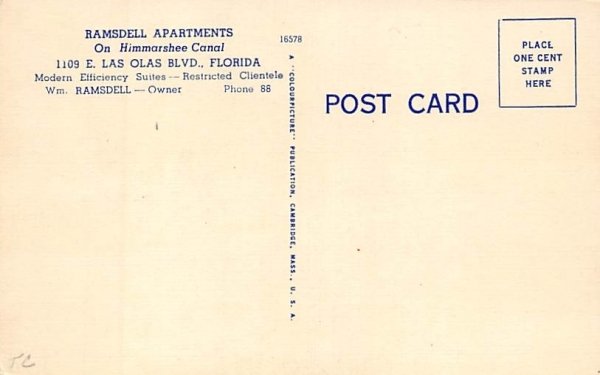 RAMSDELL APARTMENTS
On Himmarshee Canal
1109 E. LAS OLAS BLVD., FLORIDA
Modern Efficiency Suites — Restricted Clientele
Wm. RAMSDELL — Owner Phone 88
16578
A "COLOURPICTURE" PUBLICATION, CAMBRIDGE, MASS., U. S. A.
POST CARD
PLACE
ONE CENT
STAMP
HERE
TC